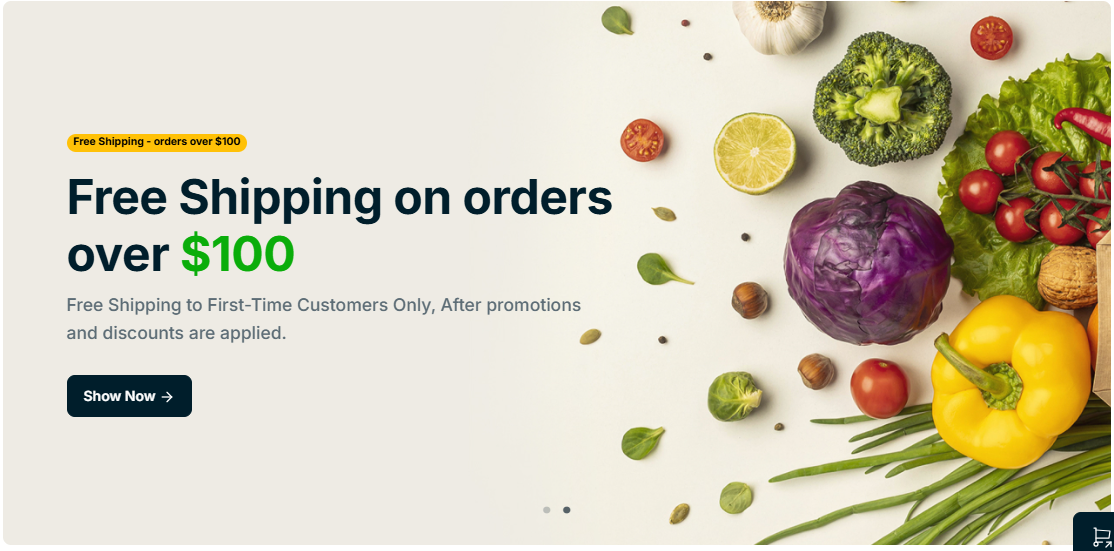 Free Shipping - orders over $100
Free Shipping on orders
over $100
Free Shipping to First-Time Customers Only, After promotions
and discounts are applied.
Show Now →